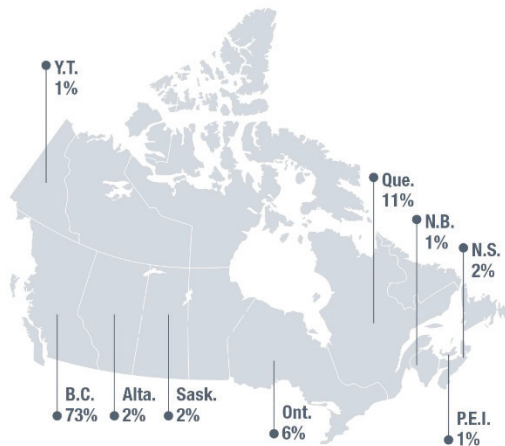 Y.T.
1%
Que.
11%
N.B.
1%
N.S.
2%
B.C.
73%
Alta.
2%
Sask.
2%
Ont.
6%
P.E.I.
1%